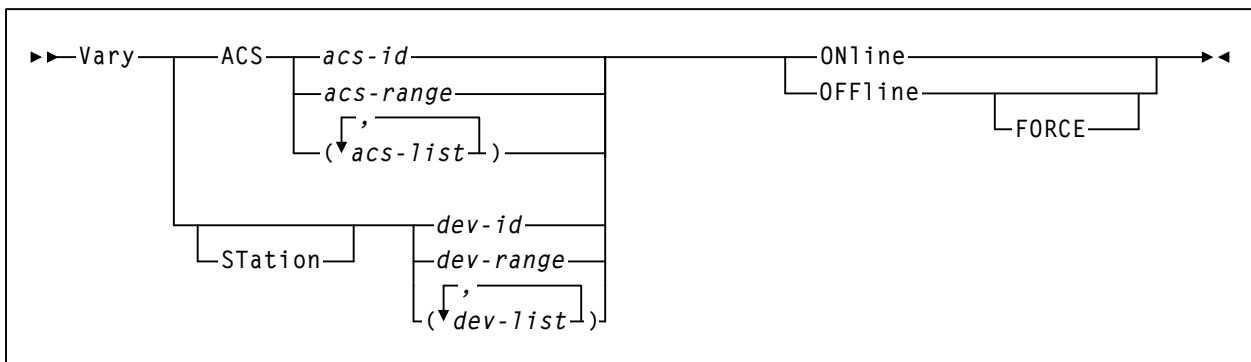 ►►─Vary─ACS─acs-id─ONline─►◄
acs-range OFFline
, FORCE
(acs-list)
dev-id
STation dev-range
,
(dev-list)